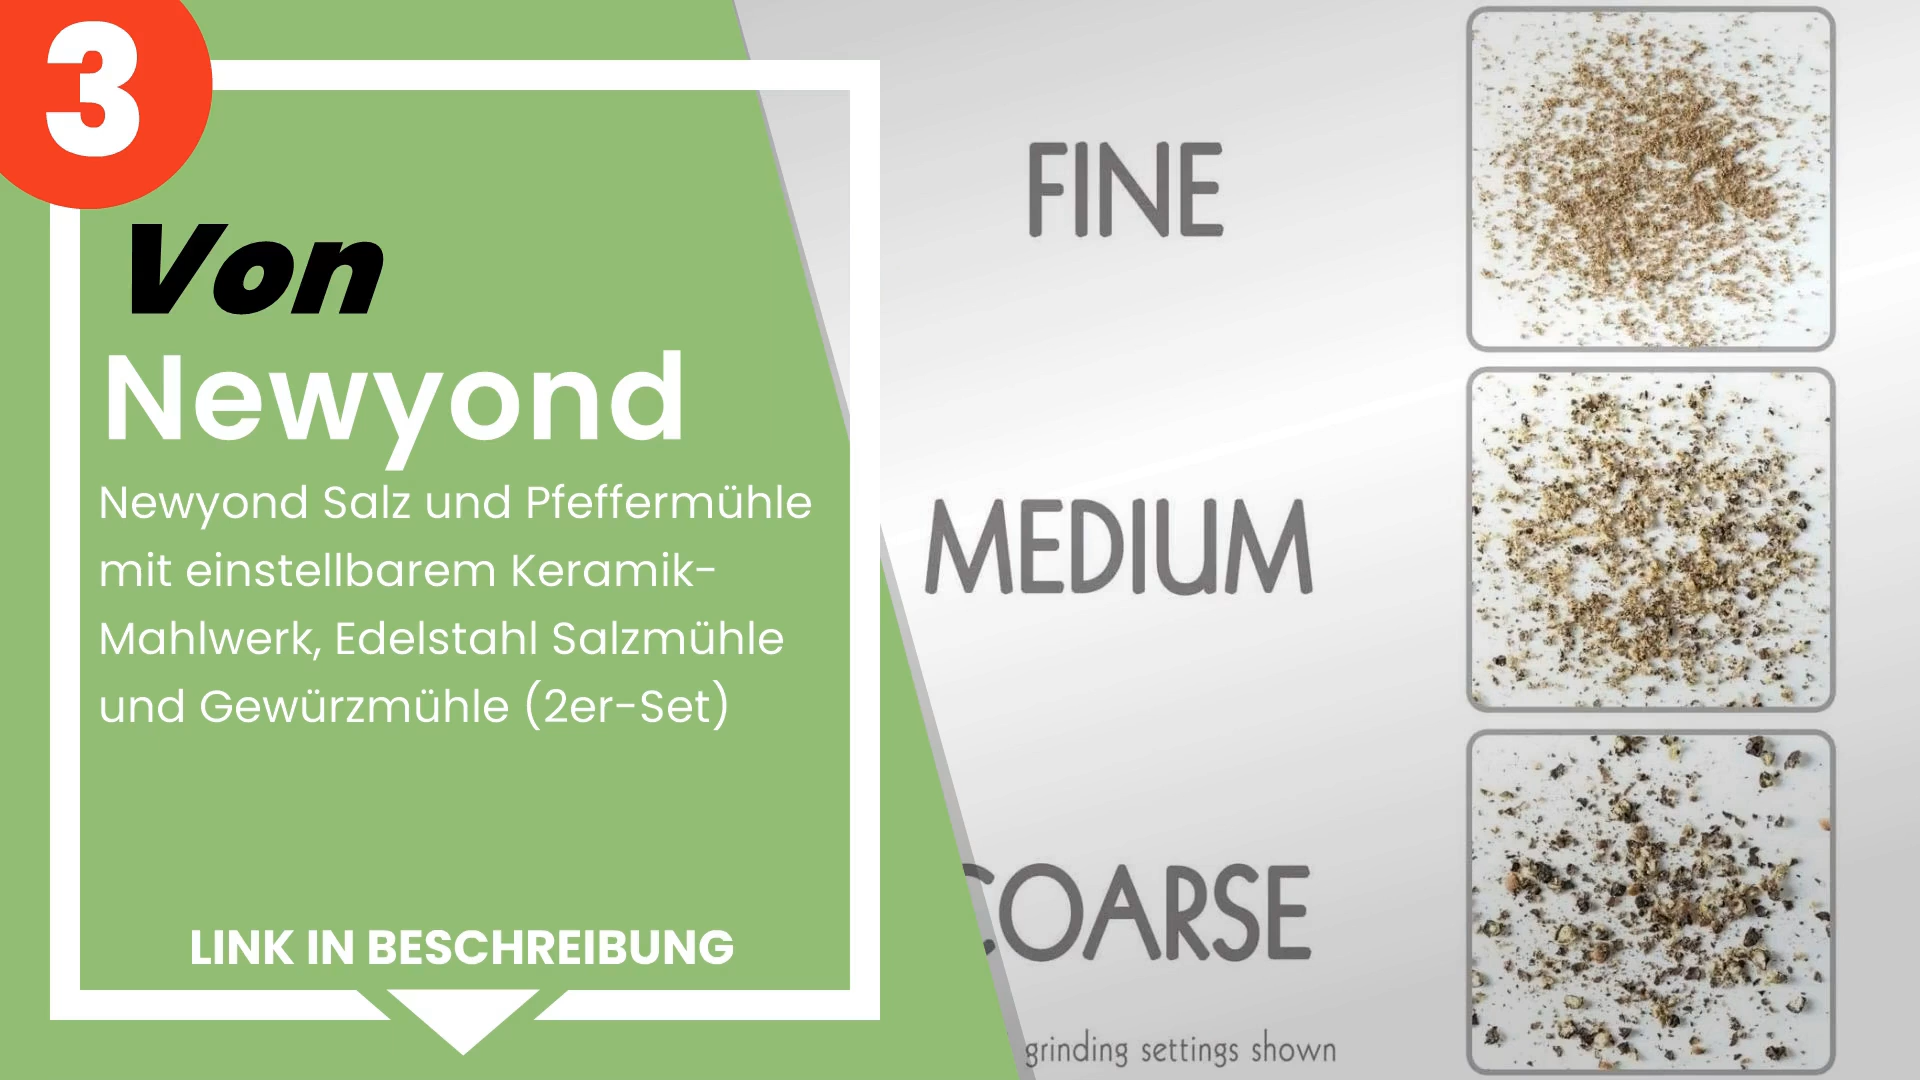 3
Von
Newyond
Newyond Salz und Pfeffermühle
mit einstellbarem Keramik-
Mahlwerk, Edelstahl Salzmühle
und Gewürzmühle (2er-Set)
LINK IN BESCHREIBUNG
FINE
MEDIUM
COARSE
grinding settings shown